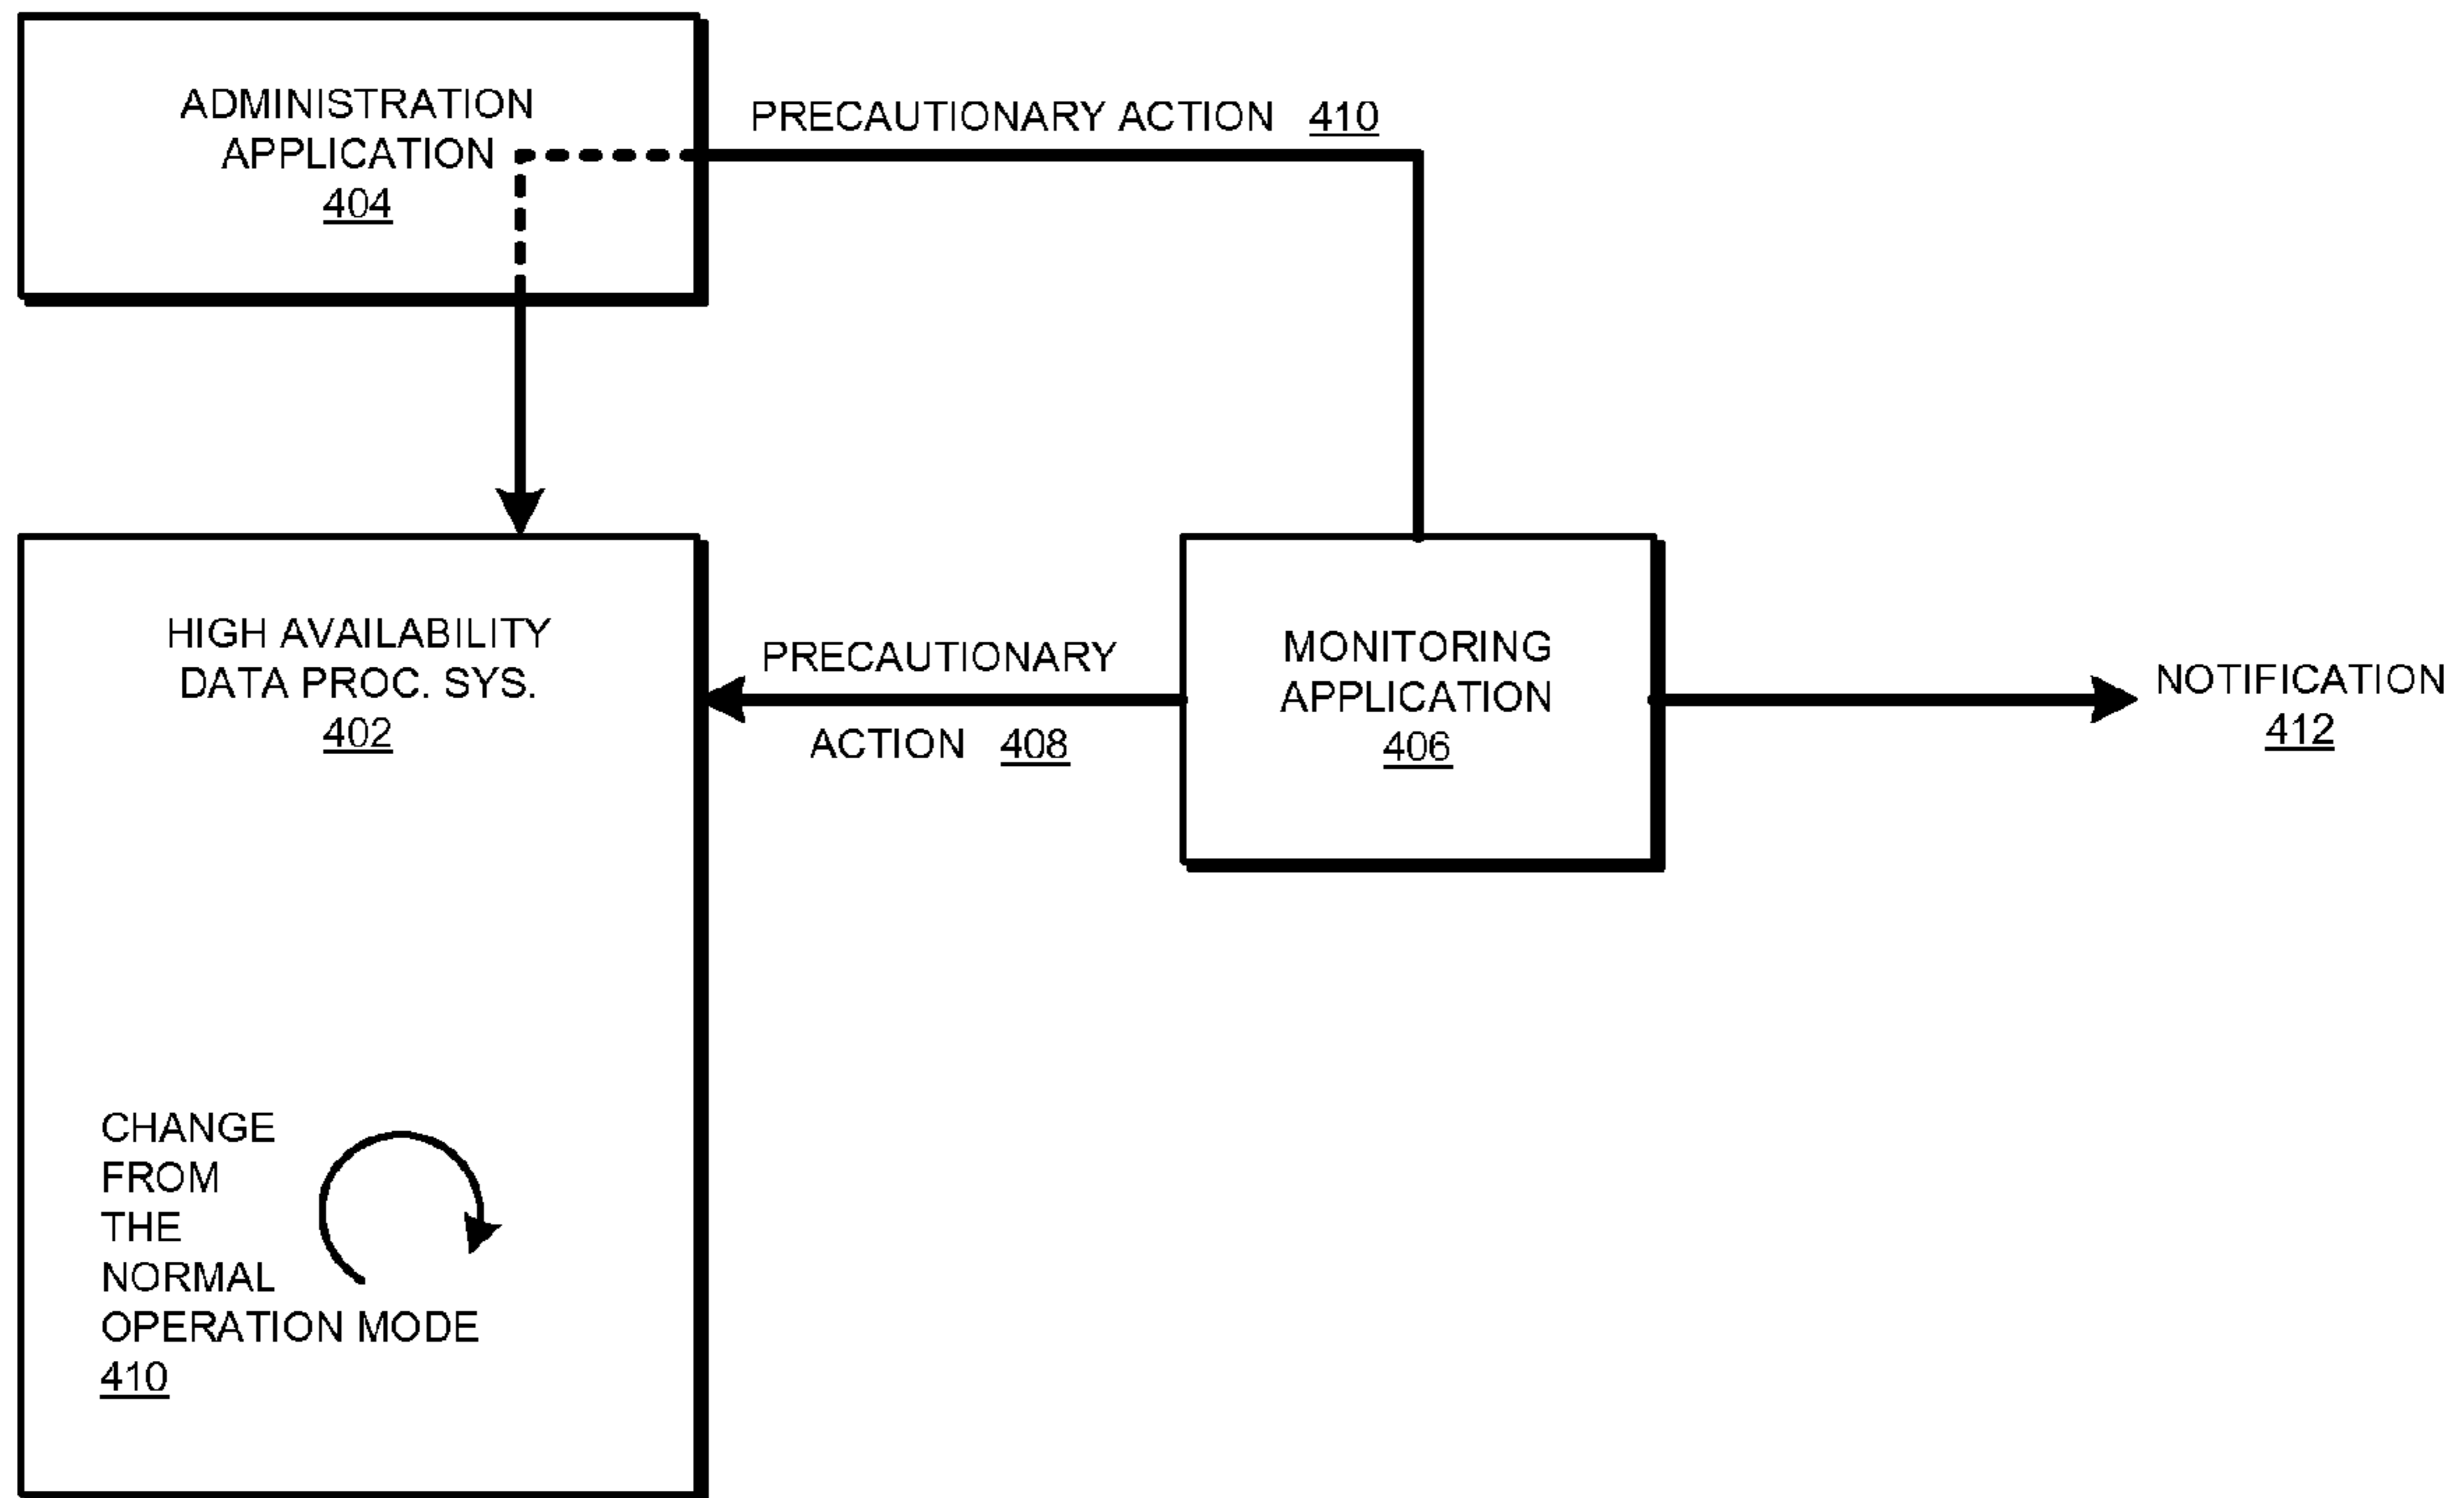 ADMINISTRATION
APPLICATION
404
PRECAUTIONARY ACTION 410
HIGH AVAILABILITY
DATA PROC. SYS.
402
PRECAUTIONARY
ACTION 408
MONITORING
APPLICATION
406
NOTIFICATION
412
CHANGE
FROM
THE
NORMAL
OPERATION MODE
410